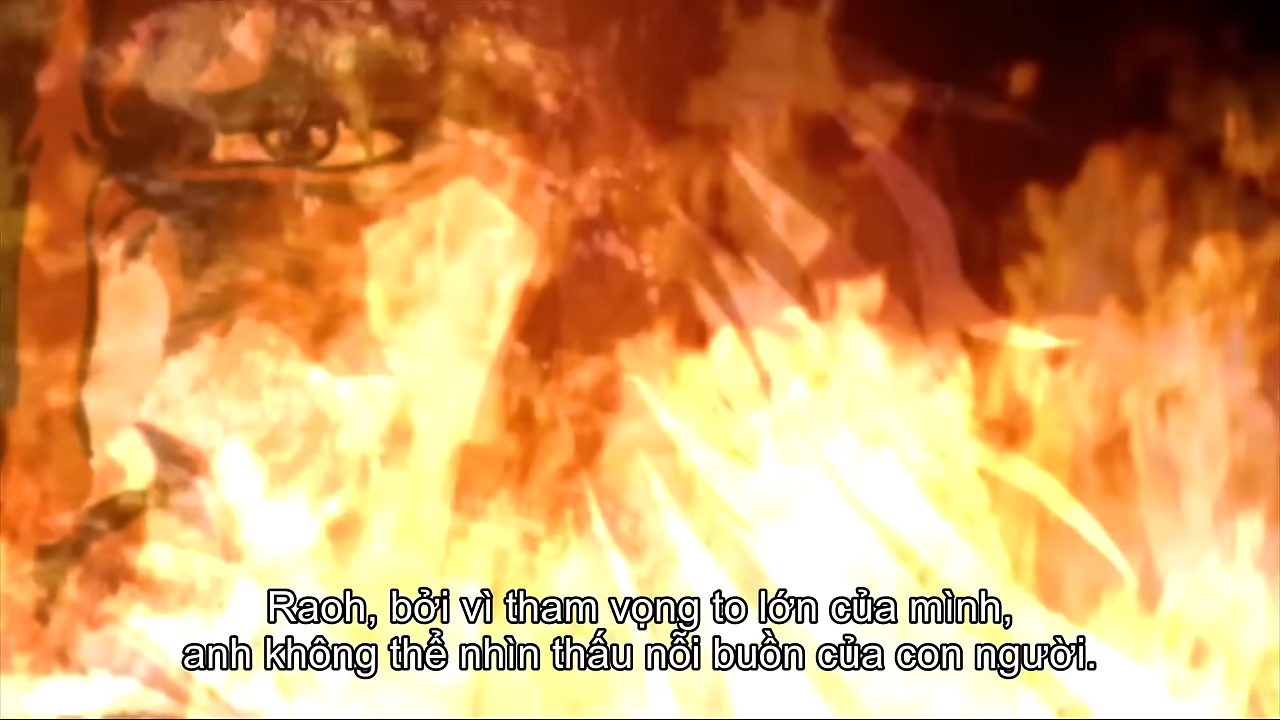 Raoh, bởi vì tham vọng to lớn của mình,
anh không thể nhìn thấu nỗi buồn của con người.